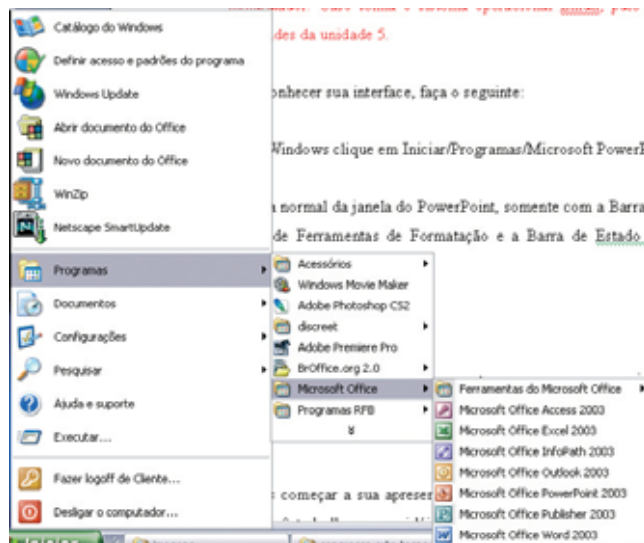 Catálogo do Windows
des da unidade 5.
Definir acesso e padrões do programa
Windows Update
onhecer sua interface, faça o seguinte:
Abrir documento do Office
Novo documento do Office
Windows clique em Iniciar/Programas/Microsoft PowerP
WinZip
a normal da janela do PowerPoint, somente com a Barra
Netscape SmartUpdate
de Ferramentas de Formatação e a Barra de Estado
Programas
Acessórios
Windows Movie Maker
Documentos
Adobe Photoshop CS2
discreet
Configurações
Adobe Premiere Pro
Pesquisar
BrOffice.org 2.0
Microsoft Office
Ferramentas do Microsoft Office
Ajuda e suporte
Programas RFB
Microsoft Office Access 2003
Executar...
Microsoft Office Excel 2003
Microsoft Office InfoPath 2003
Fazer logoff de Cliente...
Microsoft Office Outlook 2003
começar a sua apreser
Microsoft Office PowerPoint 2003
Desligar o computador...
Microsoft Office Publisher 2003
Microsoft Office Word 2003